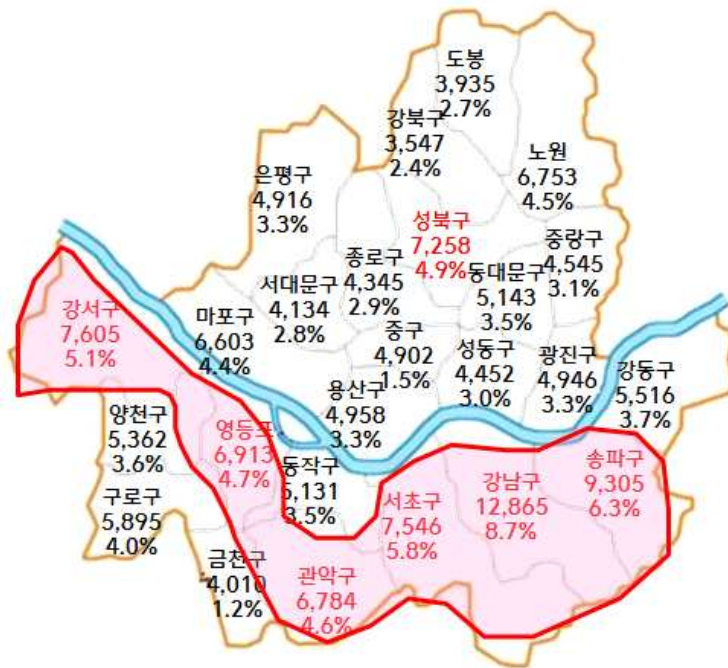 도봉
3,935
2.7%
강북구
3,547
2.4%
노원
6,753
4.5%
은평구
4,916
3.3%
성북구
7,258
4.9%
중랑구
4,545
3.1%
종로구
4,345
2.9%
동대문구
5,143
3.5%
서대문구
4,134
2.8%
강서구
7,605
5.1%
마포구
6,603
4.4%
중구
4,902
1.5%
성동구
4,452
3.0%
광진구
4,946
3.3%
강동구
5,516
3.7%
용산구
4,958
3.3%
양천구
5,362
3.6%
영등포
6,913
4.7%
동작구
5,131
3.5%
서초구
7,546
5.8%
강남구
12,865
8.7%
송파구
9,305
6.3%
구로구
5,895
4.0%
금천구
4,010
1.2%
관악구
6,784
4.6%